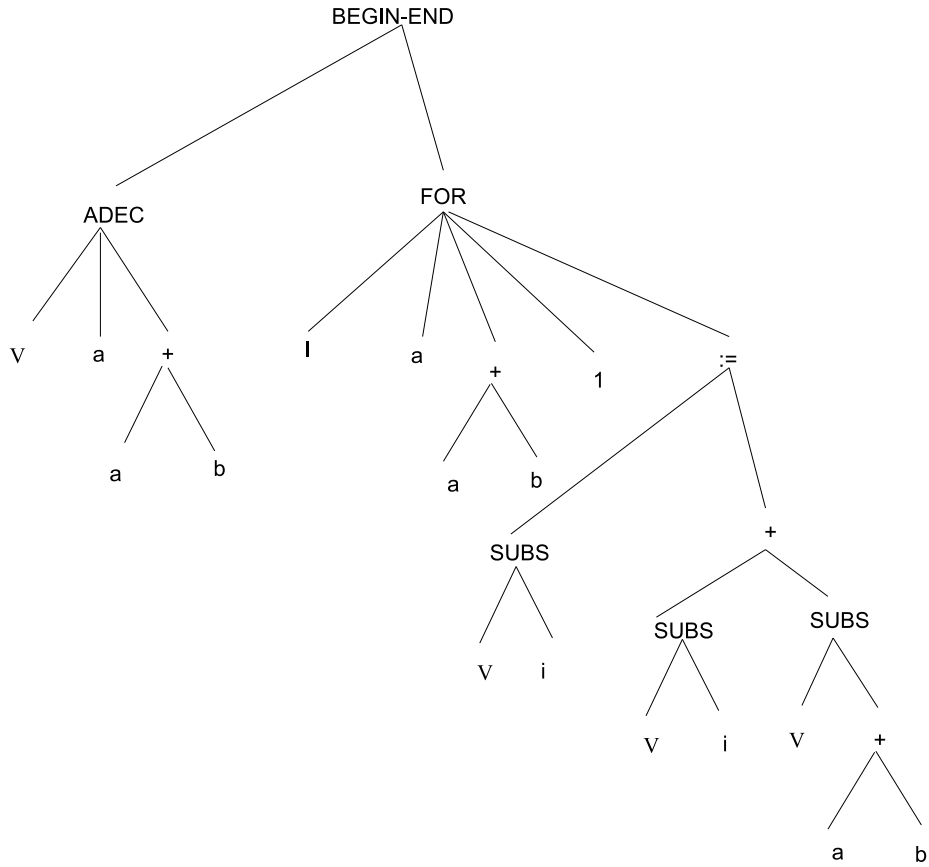 BEGIN-END
ADEC FOR
V a + I a + 1 :=
a b a b
SUBS +
V i SUBS SUBS
V i V +
a b